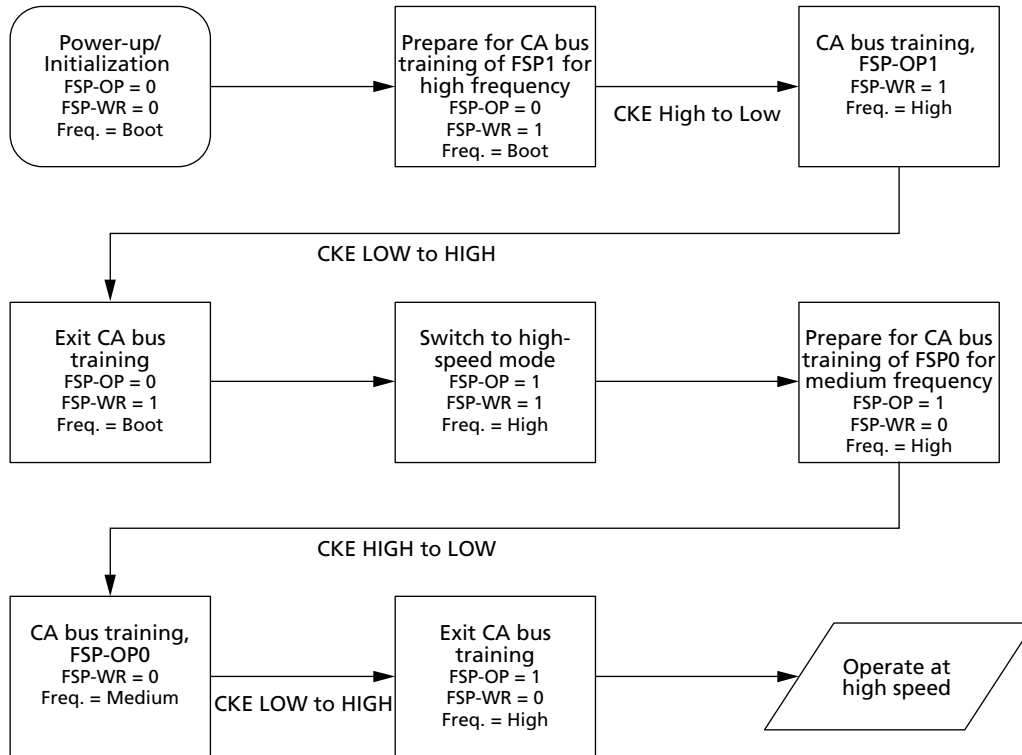 Power-up/
Initialization
FSP-OP = 0
FSP-WR = 0
Freq. = Boot
Prepare for CA bus
training of FSP1 for
high frequency
FSP-OP = 0
FSP-WR = 1
Freq. = Boot
CKE High to Low
CA bus training,
FSP-OP1
FSP-WR = 1
Freq. = High
CKE LOW to HIGH
Exit CA bus
training
FSP-OP = 0
FSP-WR = 1
Freq. = Boot
Switch to high-
speed mode
FSP-OP = 1
FSP-WR = 1
Freq. = High
Prepare for CA bus
training of FSP0 for
medium frequency
FSP-OP = 1
FSP-WR = 0
Freq. = High
CKE HIGH to LOW
CA bus training,
FSP-OP0
FSP-WR = 0
Freq. = Medium
CKE LOW to HIGH
Exit CA bus
training
FSP-OP = 1
FSP-WR = 0
Freq. = High
Operate at
high speed